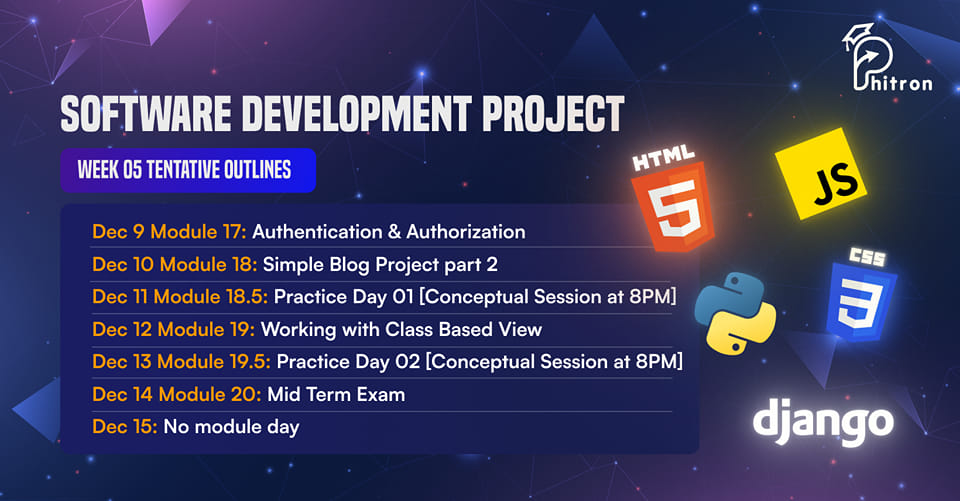 Phitron
SOFTWARE DEVELOPMENT PROJECT
WEEK 05 TENTATIVE OUTLINES
Dec 9 Module 17: Authentication & Authorization
Dec 10 Module 18: Simple Blog Project part 2
Dec 11 Module 18.5: Practice Day 01 [Conceptual Session at 8PM]
Dec 12 Module 19: Working with Class Based View
Dec 13 Module 19.5: Practice Day 02 [Conceptual Session at 8PM]
Dec 14 Module 20: Mid Term Exam
Dec 15: No module day
HTML
5
JS
CSS
3
django